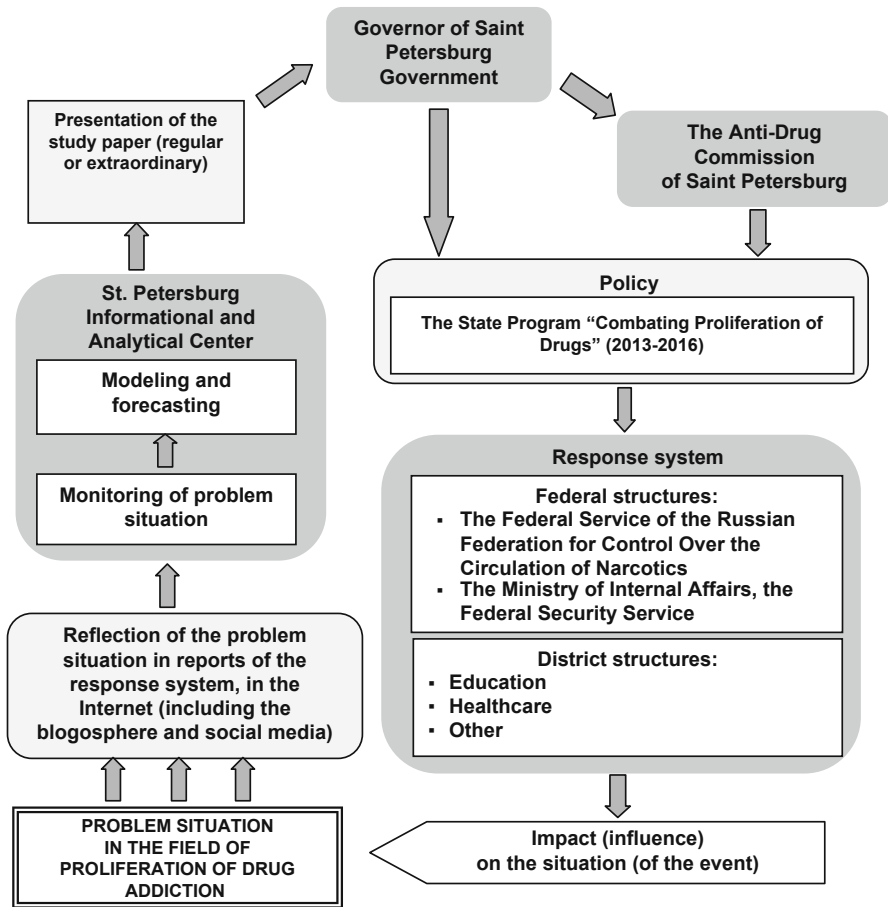 Governor of Saint
Petersburg
Government
Presentation of the
study paper (regular
or extraordinary)
The Anti-Drug
Commission
of Saint Petersburg
St. Petersburg
Informational and
Analytical Center
Modeling and
forecasting
Monitoring of problem
situation
Policy
The State Program “Combating Proliferation of
Drugs” (2013-2016)
Response system
Federal structures:
▪ The Federal Service of the Russian
Federation for Control Over the
Circulation of Narcotics
▪ The Ministry of Internal Affairs, the
Federal Security Service
District structures:
▪ Education
▪ Healthcare
▪ Other
Reflection of the problem
situation in reports of the
response system, in the
Internet (including the
blogosphere and social media)
PROBLEM SITUATION
IN THE FIELD OF
PROLIFERATION OF DRUG
ADDICTION
Impact (influence)
on the situation (of the event)